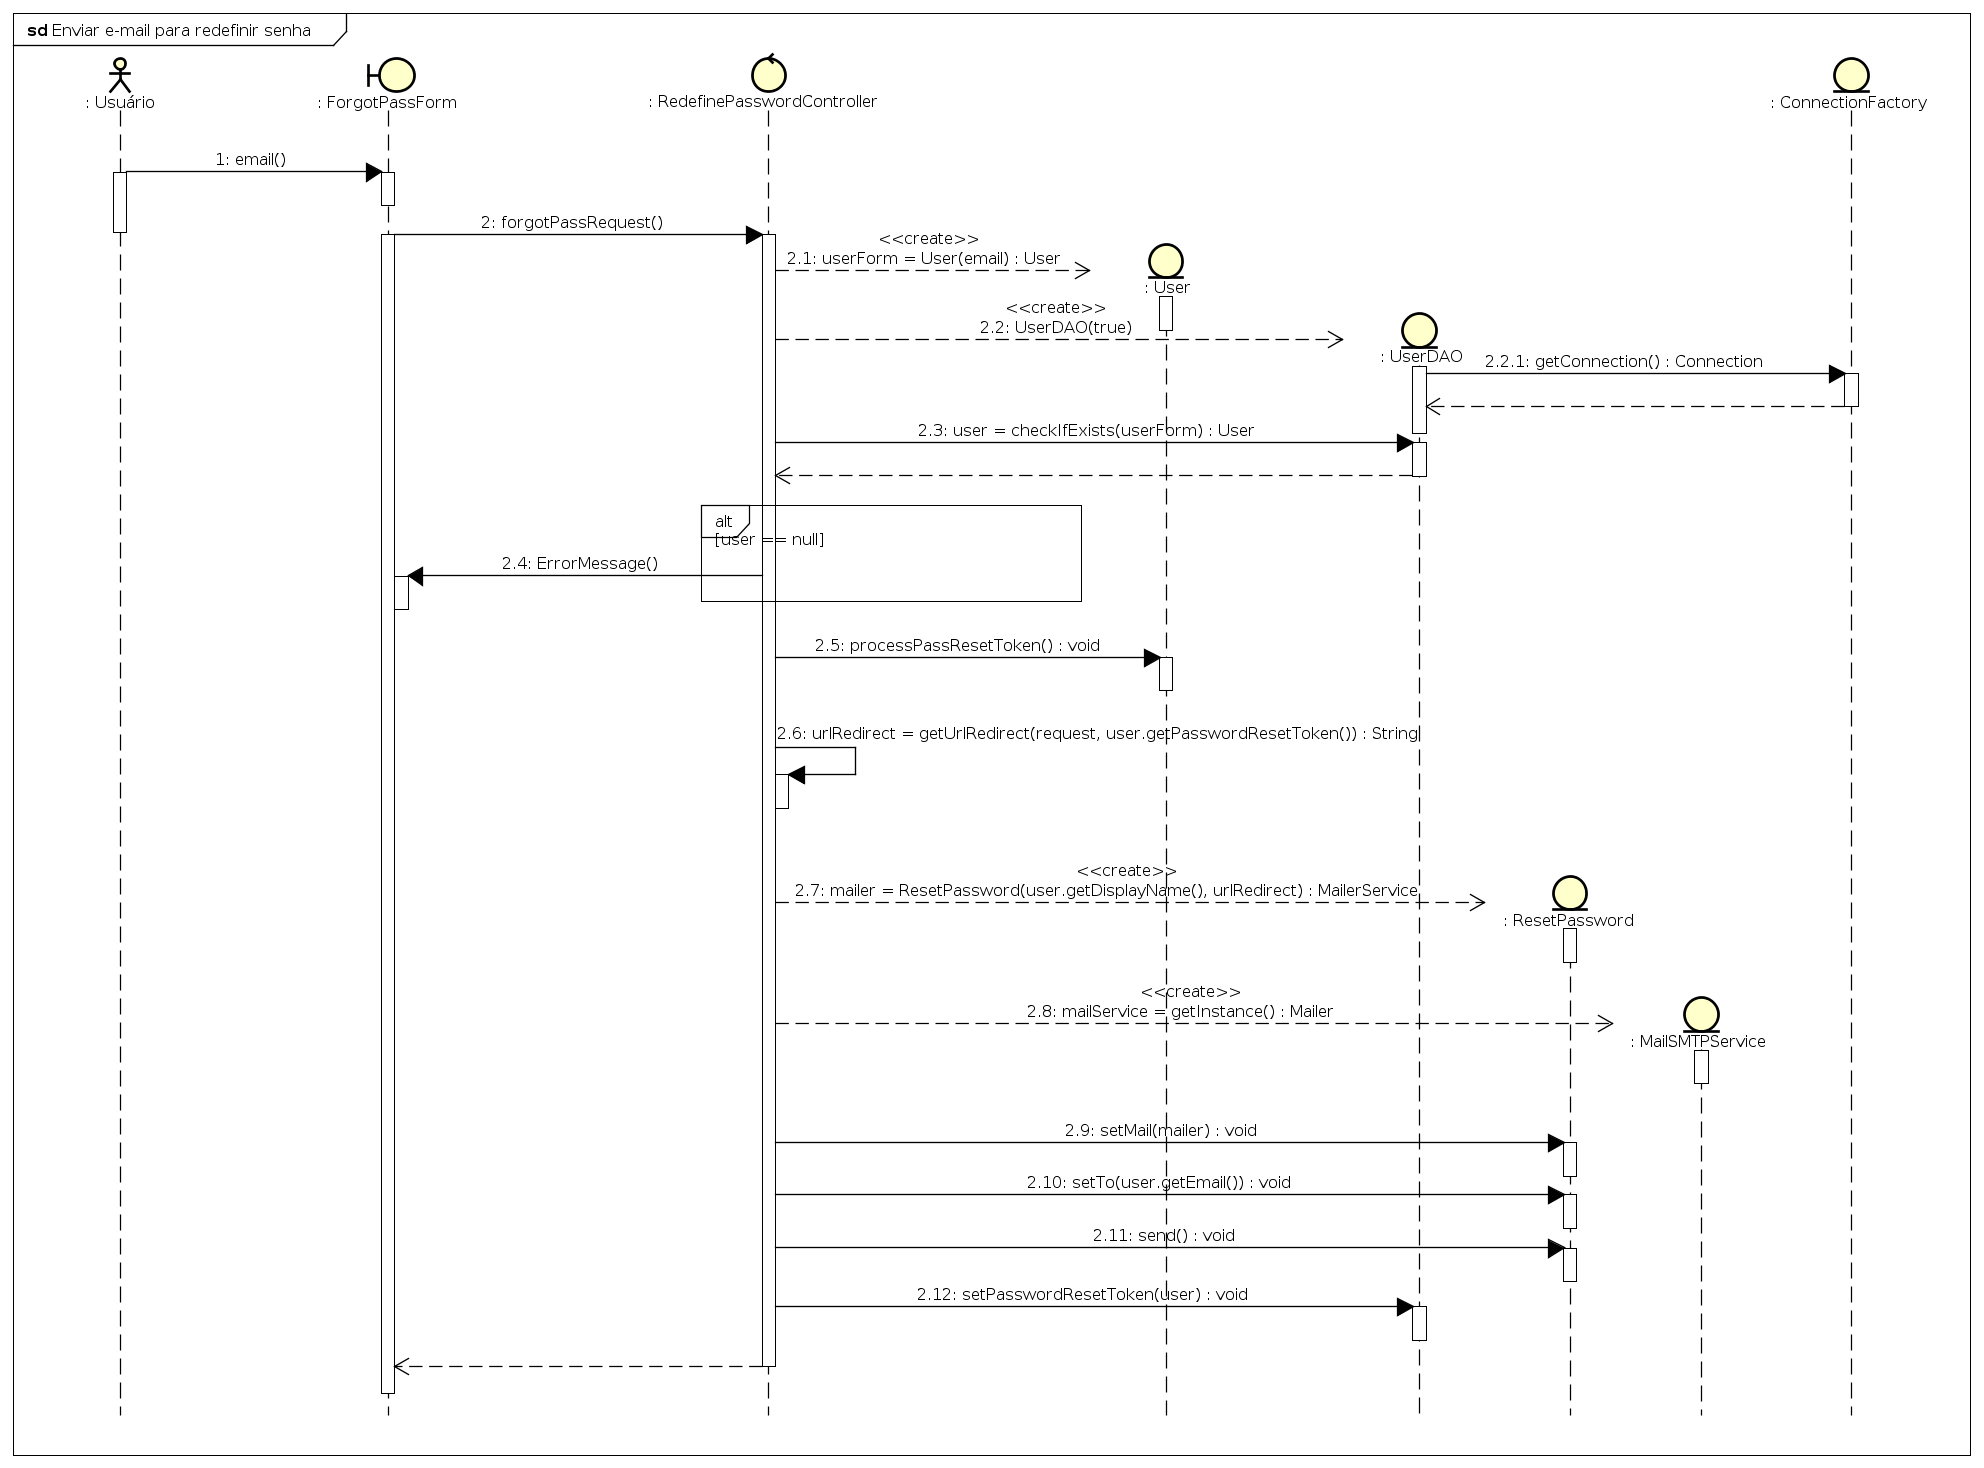 sd Enviar e-mail para redefinir senha
: Usuário
: ForgotPassForm
: RedefinePasswordController
: ConnectionFactory
1: email()
2: forgotPassRequest()
<<create>>
2.1: userForm = User(email) : User
: User
<<create>>
2.2: UserDAO(true)
: UserDAO
2.2.1: getConnection() : Connection
2.3: user = checkIfExists(userForm) : User
alt
[user == null]
2.4: ErrorMessage()
2.5: processPassResetToken() : void
2.6: urlRedirect = getUrlRedirect(request, user.getPasswordResetToken()) : String
<<create>>
2.7: mailer = ResetPassword(user.getDisplayName(), urlRedirect) : MailerService
: ResetPassword
<<create>>
2.8: mailService = getInstance() : Mailer
: MailSMTPService
2.9: setMail(mailer) : void
2.10: setTo(user.getEmail()) : void
2.11: send() : void
2.12: setPasswordResetToken(user) : void